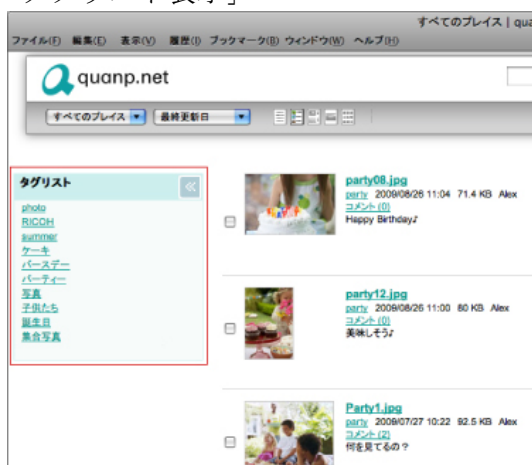 すべてのプレイス | qua
ファイル(F) 編集(E) 表示(V) 履歴(I) ブックマーク(B) ウィンドウ(W) ヘルプ(H)
quanp.net
すべてのプレイス 最終更新日
タグリスト
photo
RICOH
summer
ケーキ
バースデー
パーティー
写真
子供たち
誕生日
集合写真
party08.jpg
party 2009/08/26 11:04 71.4 KB Alex
コメント (0)
Happy Birthday♪
party12.jpg
party 2009/08/26 11:00 80 KB Alex
コメント (0)
美味しそう♪
Party1.jpg
party 2009/07/27 10:22 92.5 KB Alex
コメント (2)
何を見てるの？